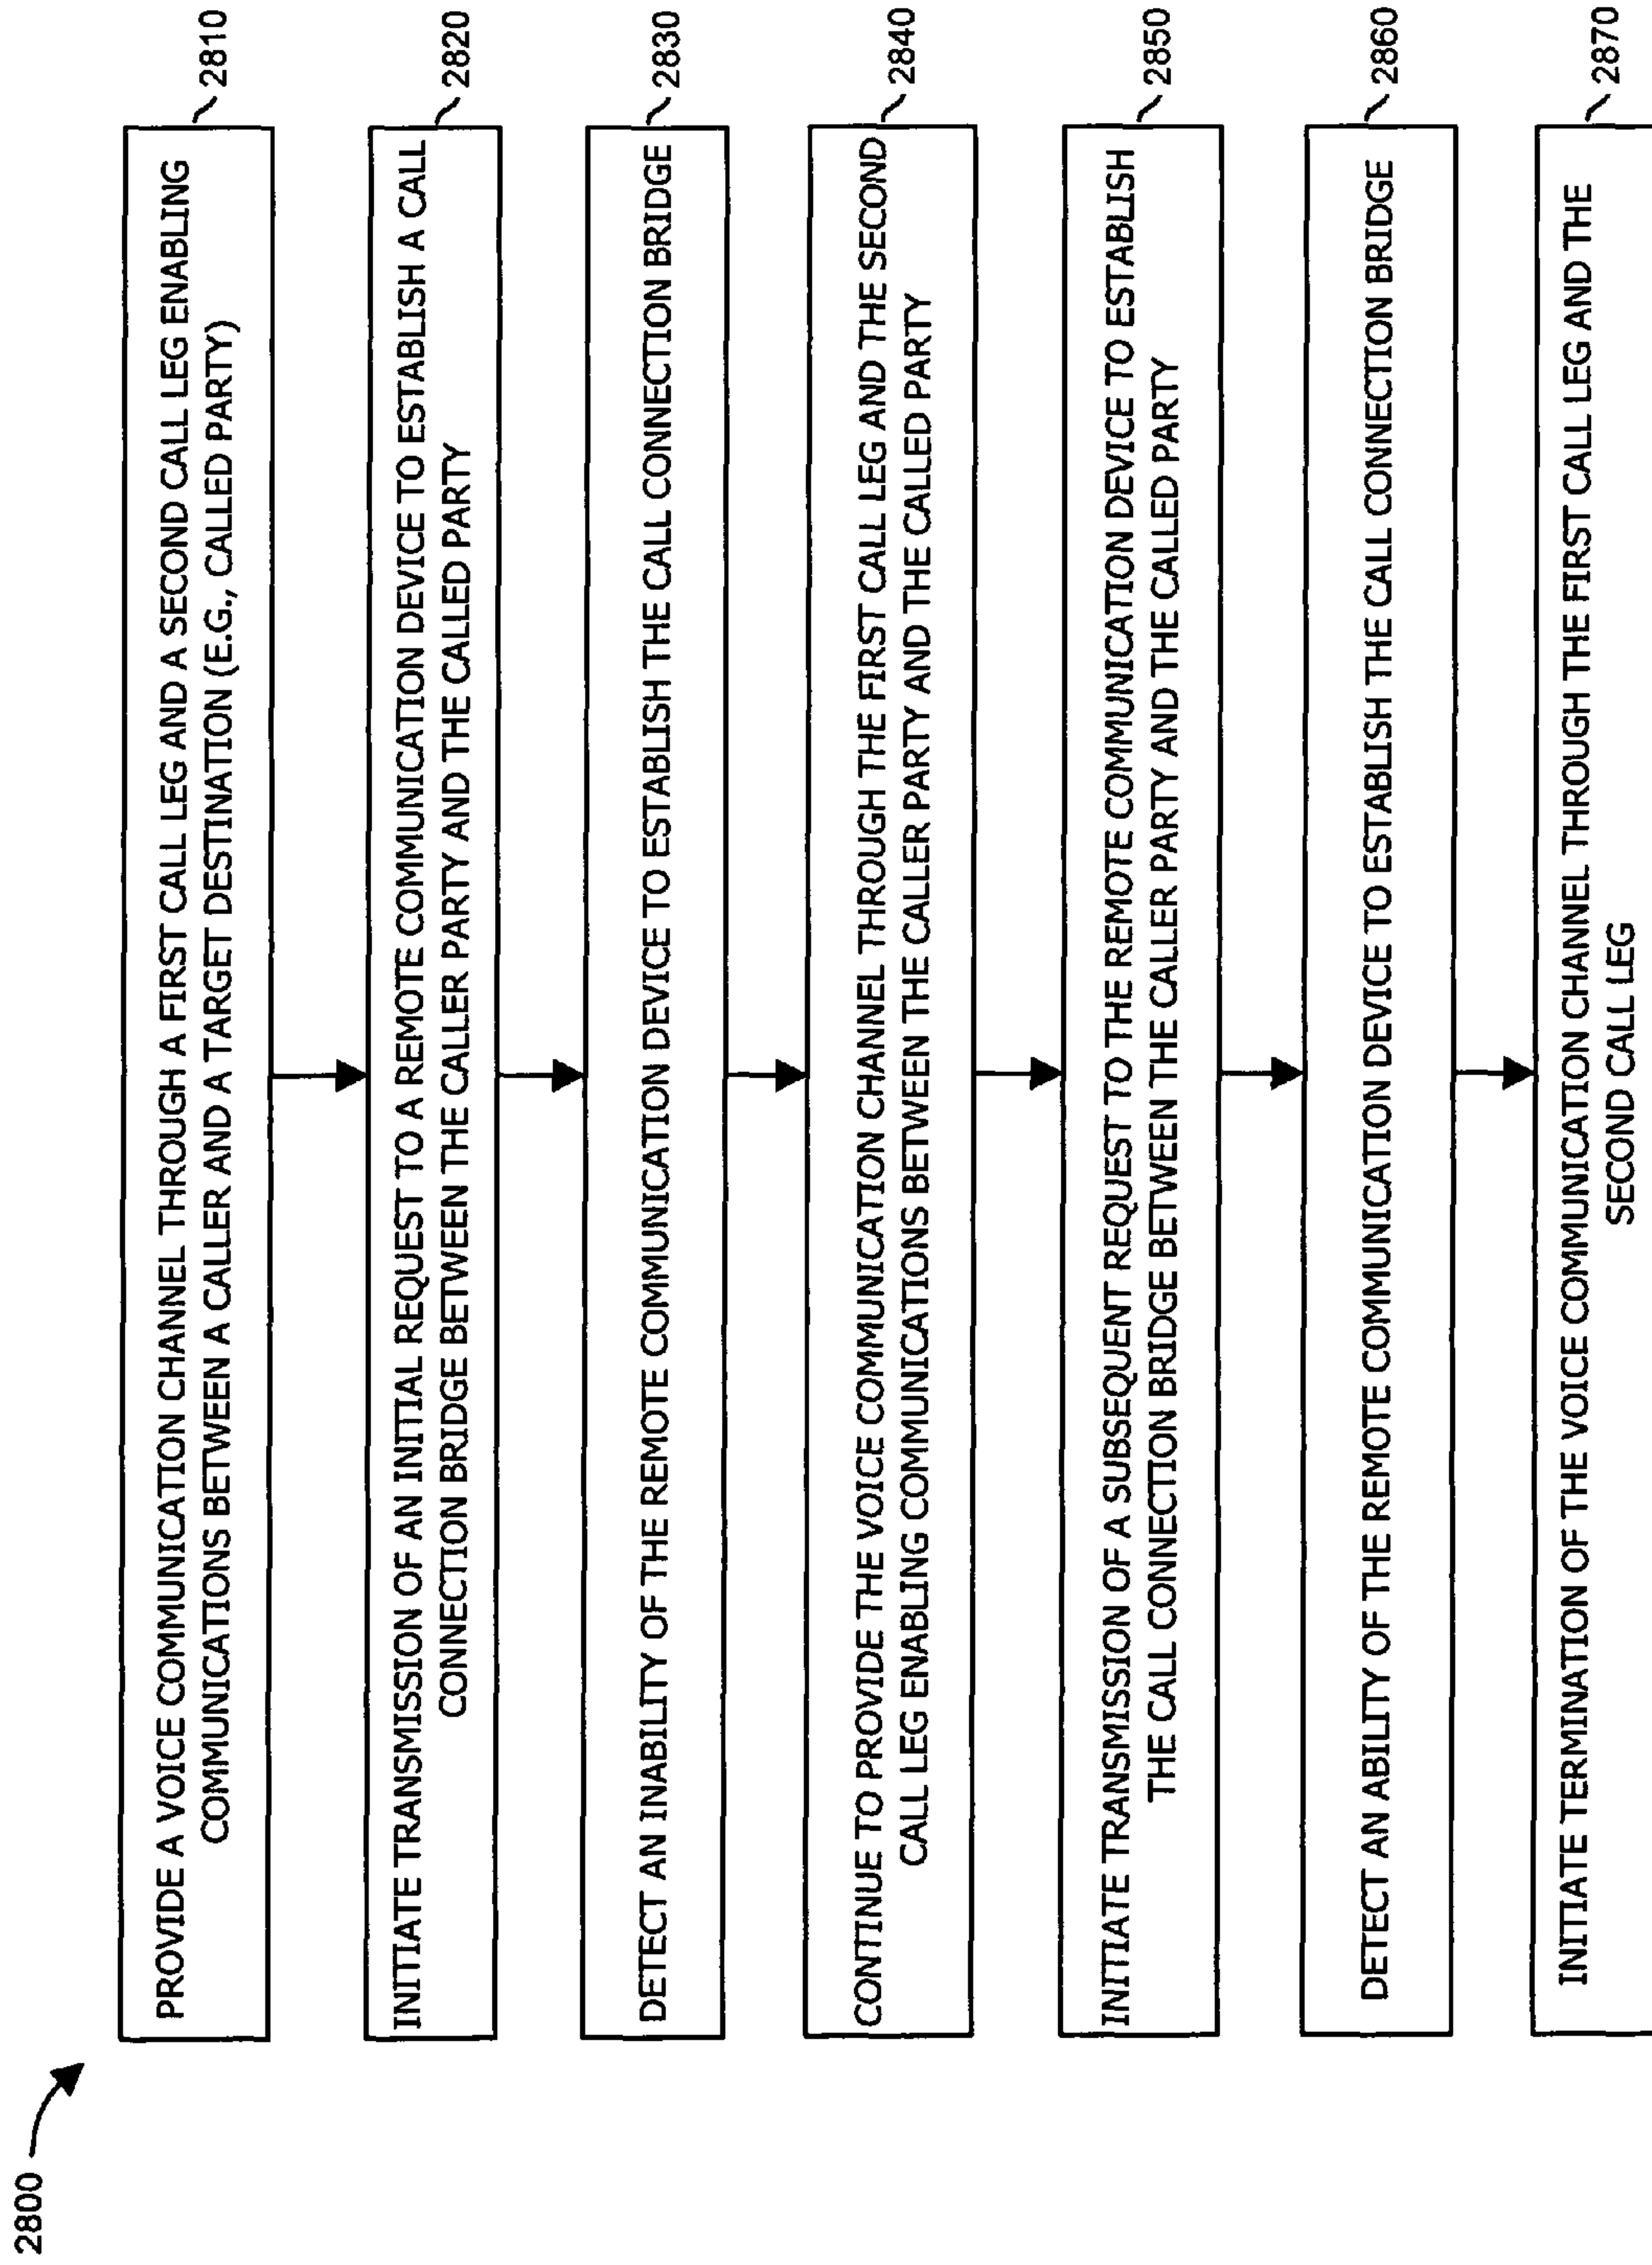 2800
PROVIDE A VOICE COMMUNICATION CHANNEL THROUGH A FIRST CALL LEG AND A SECOND CALL LEG ENABLING
COMMUNICATIONS BETWEEN A CALLER AND A TARGET DESTINATION (E.G., CALLED PARTY)
2810
INITIATE TRANSMISSION OF AN INITIAL REQUEST TO A REMOTE COMMUNICATION DEVICE TO ESTABLISH A CALL
CONNECTION BRIDGE BETWEEN THE CALLER PARTY AND THE CALLED PARTY
2820
DETECT AN INABILITY OF THE REMOTE COMMUNICATION DEVICE TO ESTABLISH THE CALL CONNECTION BRIDGE
2830
CONTINUE TO PROVIDE THE VOICE COMMUNICATION CHANNEL THROUGH THE FIRST CALL LEG AND THE SECOND
CALL LEG ENABLING COMMUNICATIONS BETWEEN THE CALLER PARTY AND THE CALLED PARTY
2840
INITIATE TRANSMISSION OF A SUBSEQUENT REQUEST TO THE REMOTE COMMUNICATION DEVICE TO ESTABLISH
THE CALL CONNECTION BRIDGE BETWEEN THE CALLER PARTY AND THE CALLED PARTY
2850
DETECT AN ABILITY OF THE REMOTE COMMUNICATION DEVICE TO ESTABLISH THE CALL CONNECTION BRIDGE
2860
INITIATE TERMINATION OF THE VOICE COMMUNICATION CHANNEL THROUGH THE FIRST CALL LEG AND THE
SECOND CALL LEG
2870